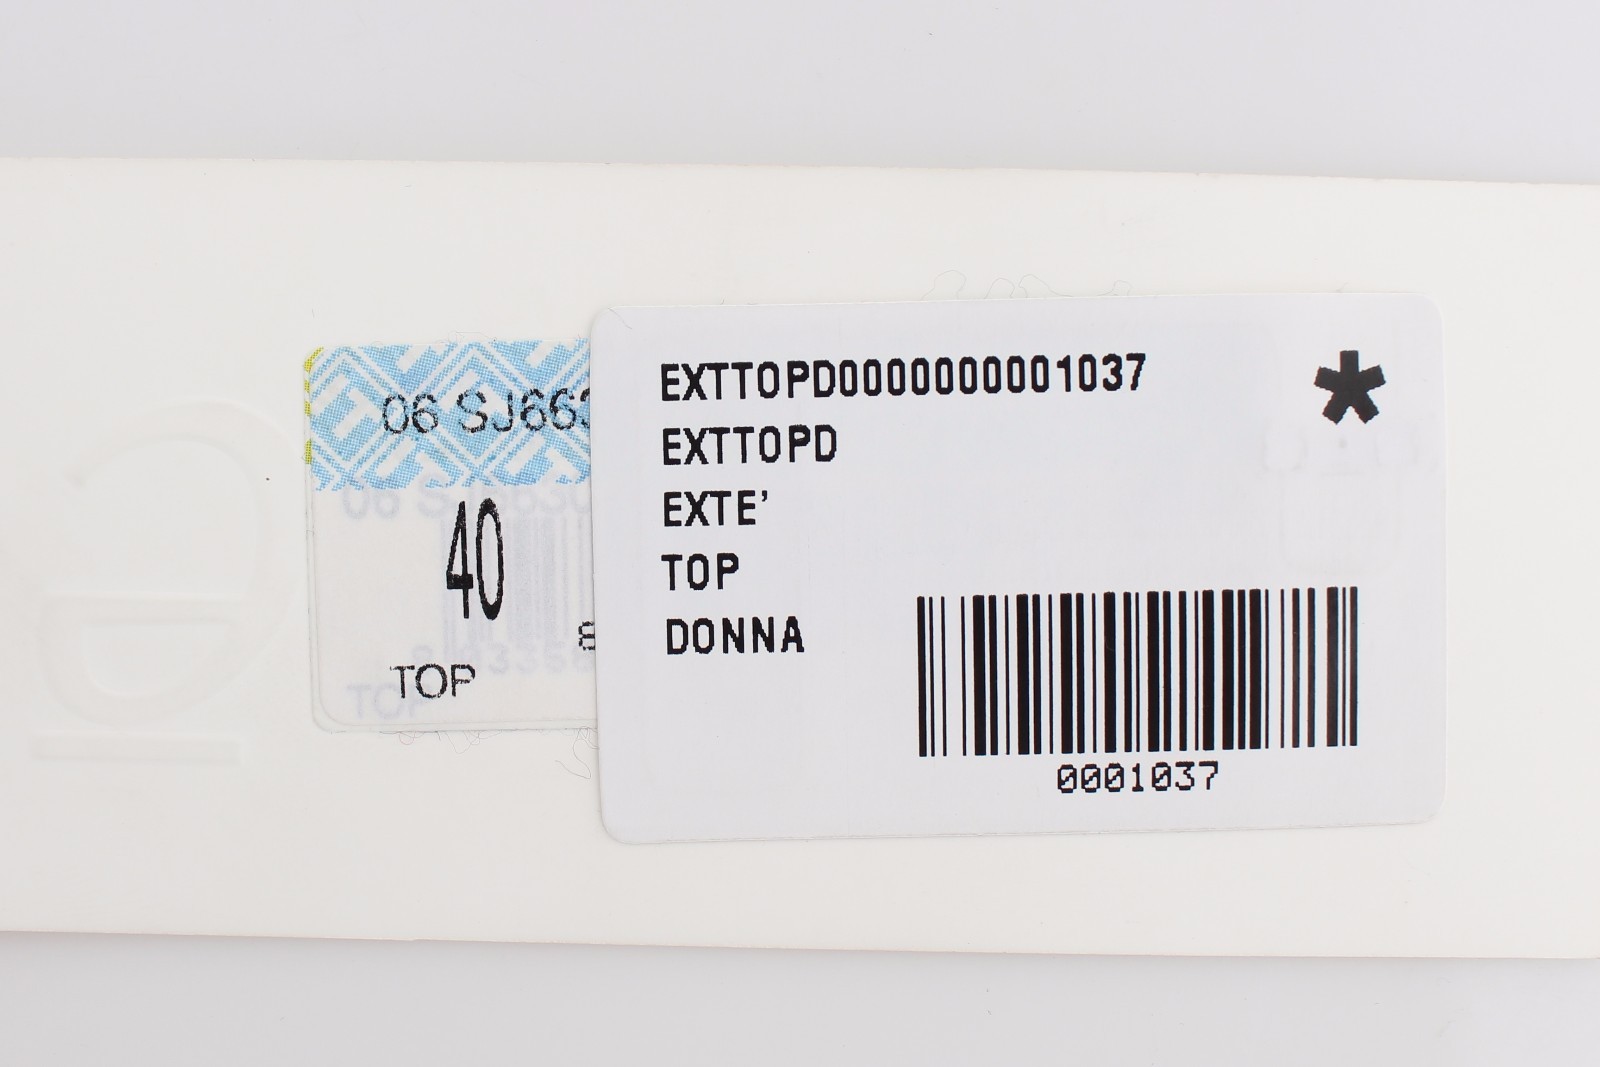 06 SJ663
40
TOP
EXTTOPD0000000001037
EXTTOPD
EXTE'
TOP
DONNA
*
0001037